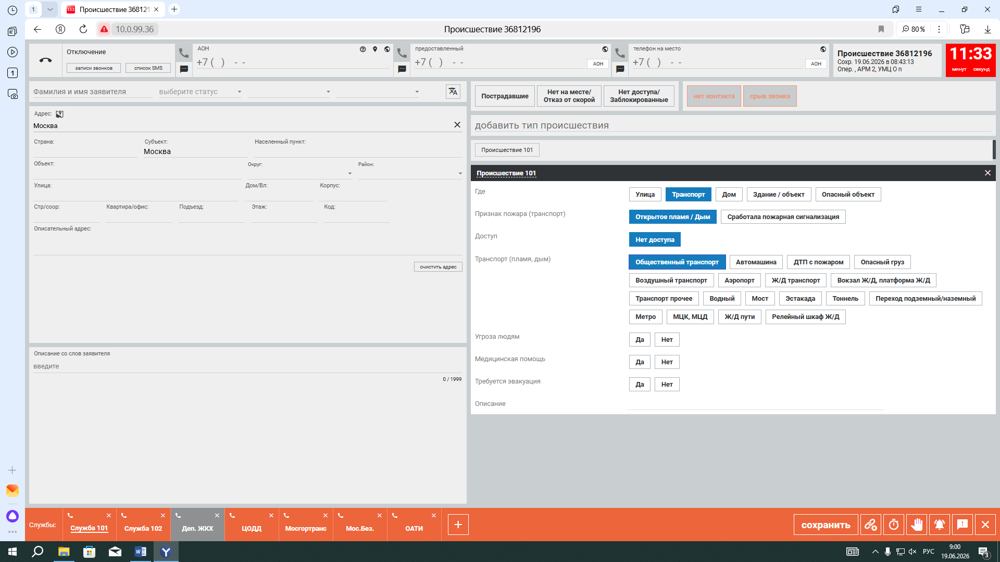 1
112 Происшествие 368121
10.0.99.36
Происшествие 36812196
80%
1
Отключение
записи звонков
список SMS
АОН
+7 ( ) - -
предоставленный
+7 ( ) - -
АОН
телефон на место
+7 ( ) - -
АОН
Происшествие 36812196
Сохр. 19.06.2026 в 08:43:13
Опер. , АРМ 2, УМЦ О п
11:33
минут секунд
Фамилия и имя заявителя
выберите статус
Пострадавшие
Нет на месте/
Отказ от скорой
Нет доступа/
Заблокированные
нет контакта
срыв звонка
Адрес:
Москва
Страна:
Субъект:
Москва
Населенный пункт:
Объект:
Округ:
Район:
Улица:
Дом/Вл:
Корпус:
Стр/соор:
Квартира/офис:
Подъезд:
Этаж:
Код:
Описательный адрес:
очистить адрес
Описание со слов заявителя
введите
0 / 1999
добавить тип происшествия
Происшествие 101
Происшествие 101
Где
Улица Транспорт Дом Здание / объект Опасный объект
Признак пожара (транспорт)
Открытое пламя / Дым Сработала пожарная сигнализация
Доступ
Нет доступа
Транспорт (пламя, дым)
Общественный транспорт Автомашина ДТП с пожаром Опасный груз
Воздушный транспорт Аэропорт Ж/Д транспорт Вокзал Ж/Д, платформа Ж/Д
Транспорт прочее Водный Мост Эстакада Тоннель Переход подземный/наземный
Метро МЦК, МЦД Ж/Д пути Релейный шкаф Ж/Д
Угроза людям
Да Нет
Медицинская помощь
Да Нет
Требуется эвакуация
Да Нет
Описание
Службы:
Служба 101
Служба 102
Деп. ЖКХ
ЦОДД
Мосгортранс
Мос.Без.
ОАТИ
сохранить
РУС
9:00
19.06.2026
3